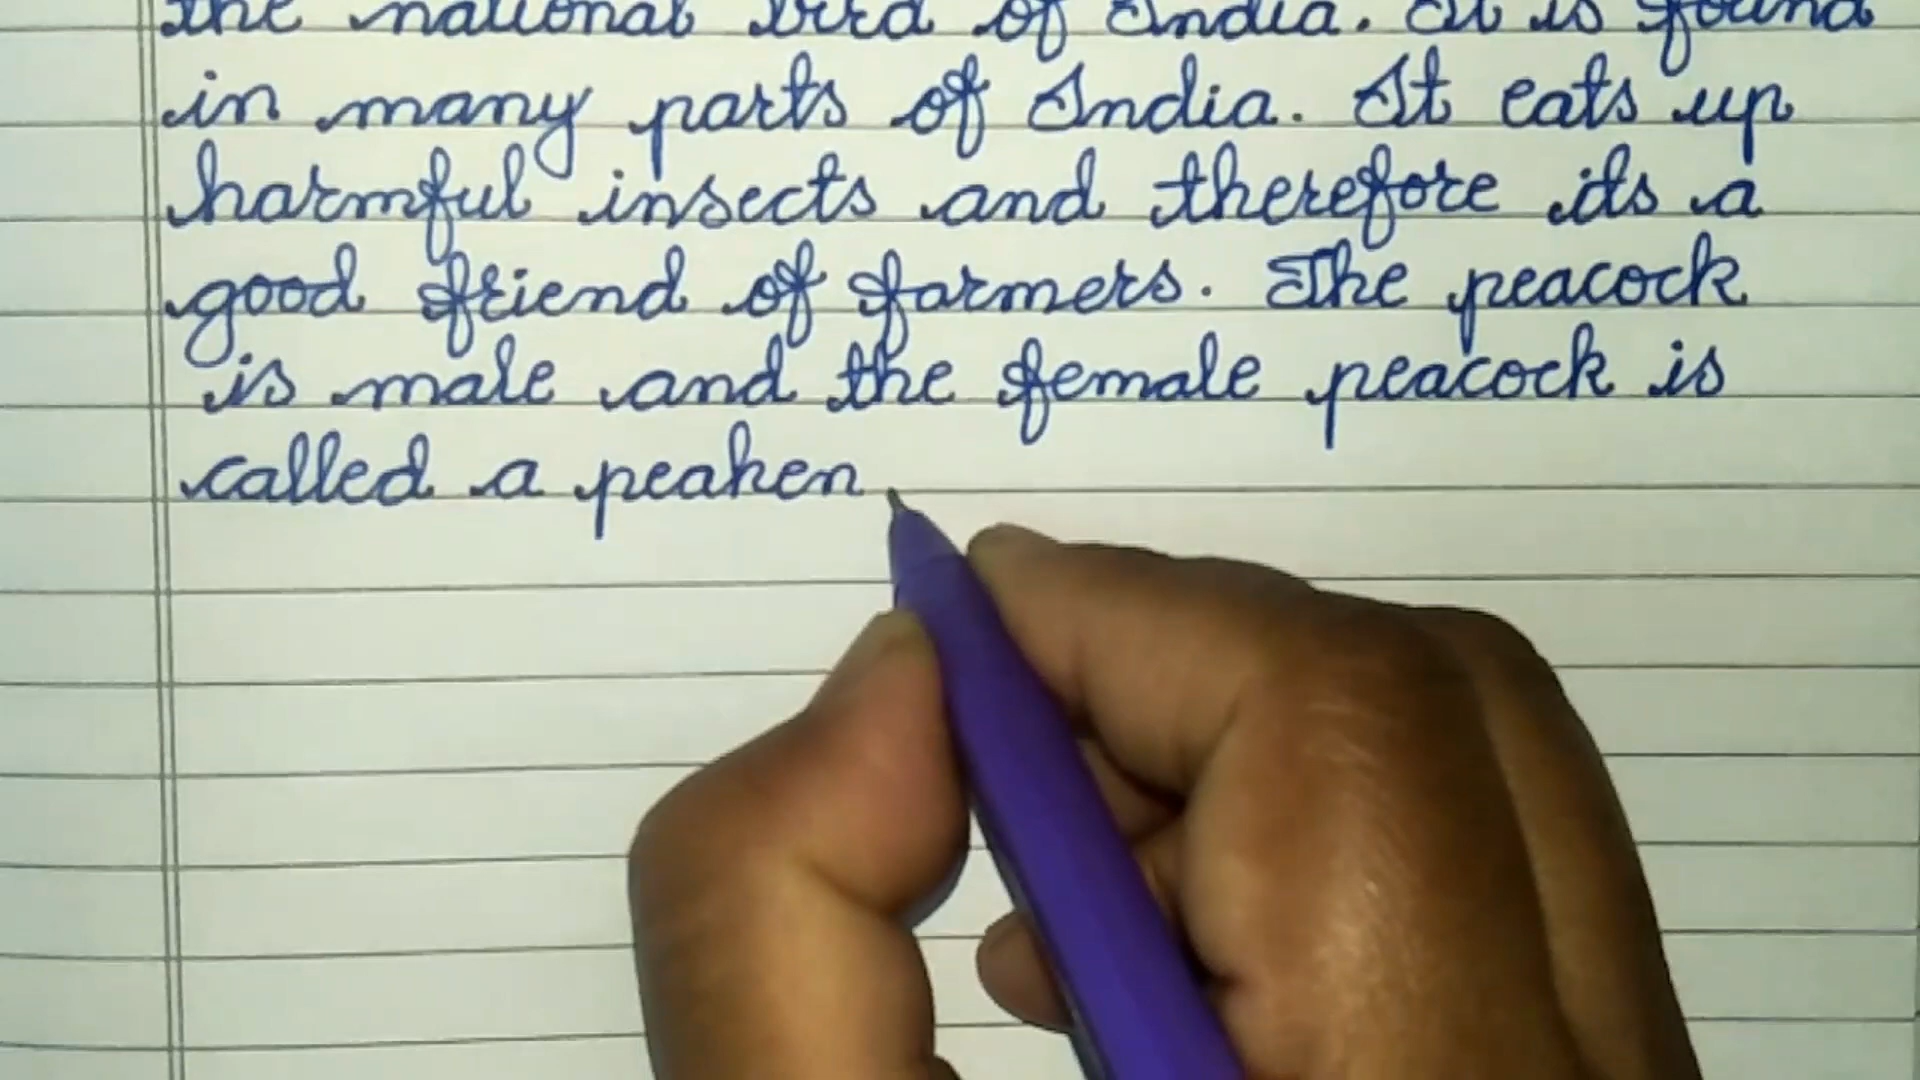 the national bird of India. It is found
in many parts of India. It eats up
harmful insects and therefore its a
good friend of farmers. The peacock
is male and the female peacock is
called a peahen